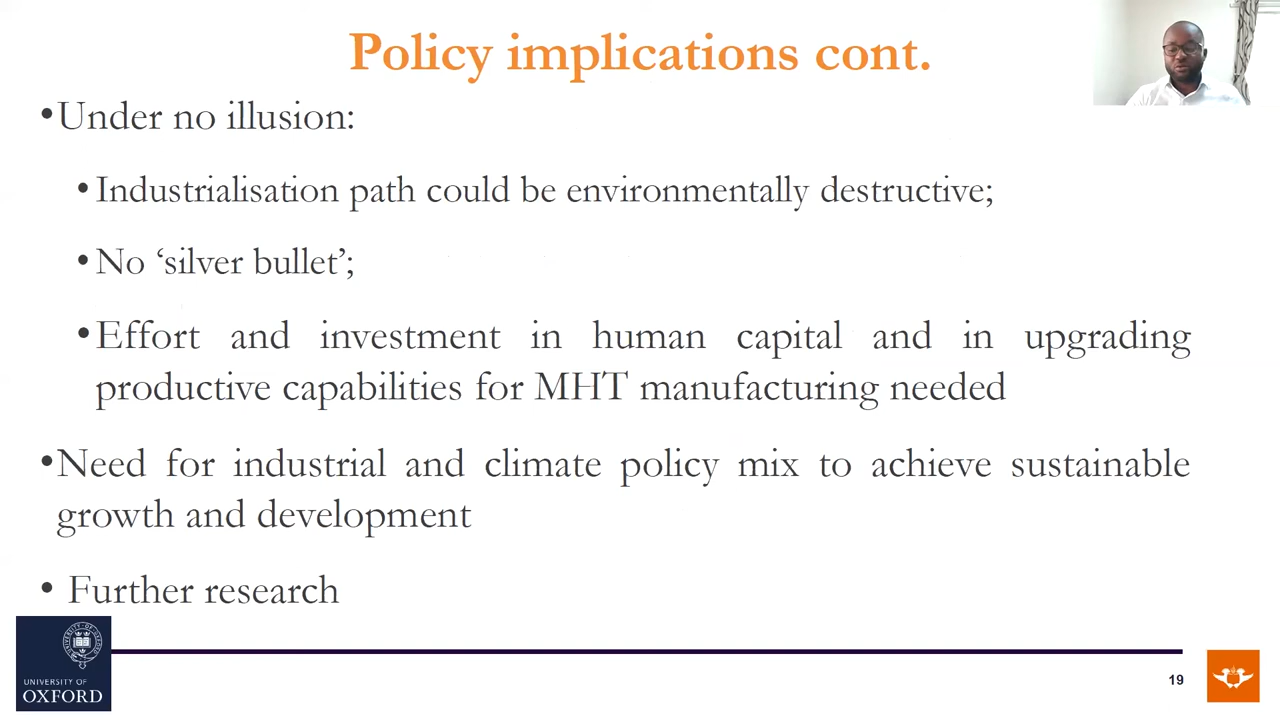 Policy implications cont.
•Under no illusion:
•Industrialisation path could be environmentally destructive;
•No ‘silver bullet’;
•Effort and investment in human capital and in upgrading
productive capabilities for MHT manufacturing needed
•Need for industrial and climate policy mix to achieve sustainable
growth and development
• Further research
UNIVERSITY OF
OXFORD
19